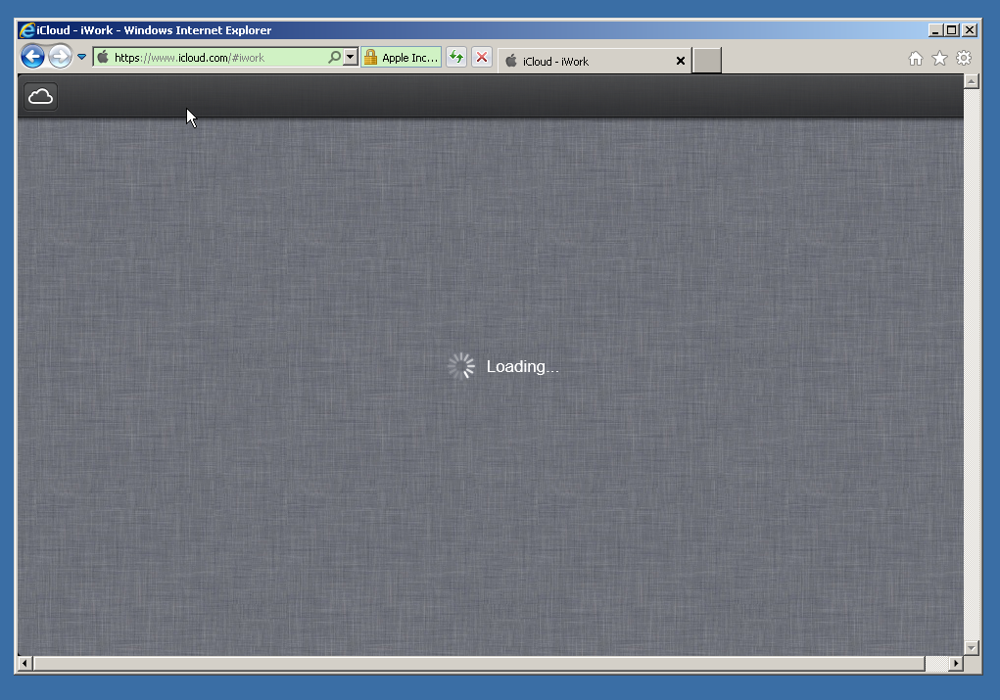 iCloud - iWork - Windows Internet Explorer
https://www.icloud.com/#iwork
Apple Inc...
iCloud - iWork
Loading...